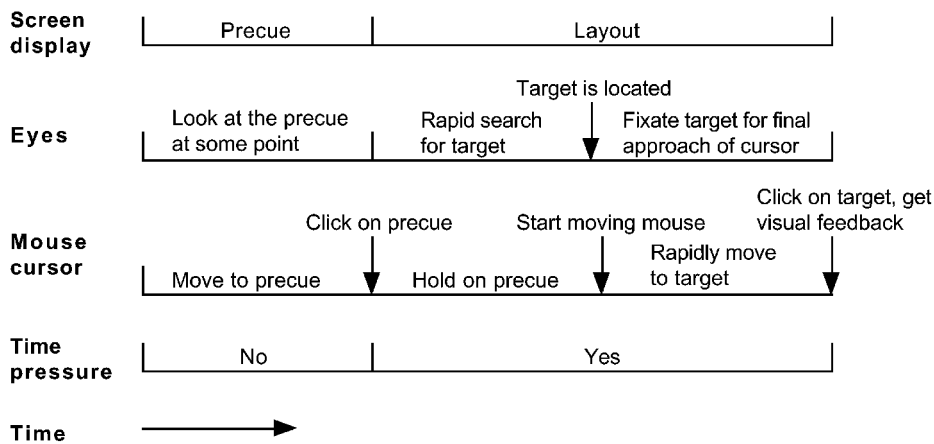 Screen
display
Precue
Layout
Target is located
Eyes
Look at the precue
at some point
Rapid search
for target
Fixate target for final
approach of cursor
Click on target, get
visual feedback
Click on precue
Start moving mouse
Mouse
cursor
Move to precue
Hold on precue
Rapidly move
to target
Time
pressure
No
Yes
Time